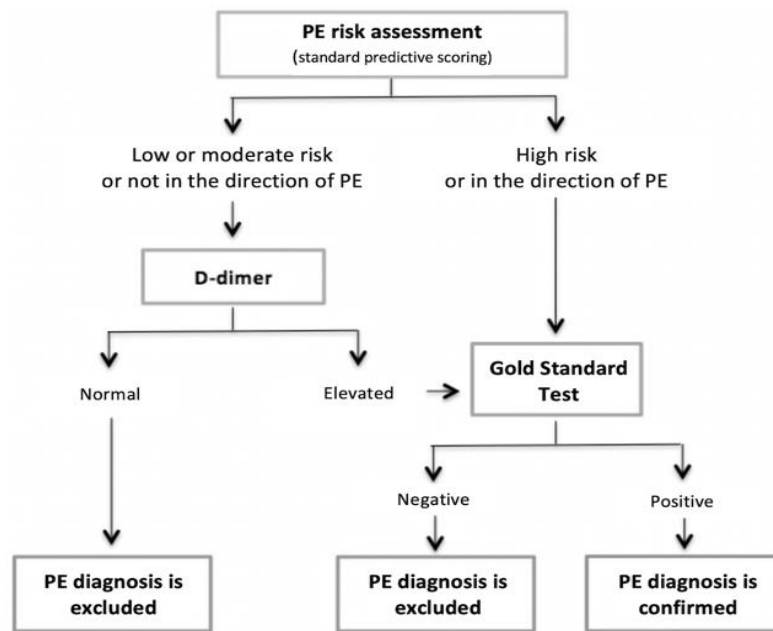 PE risk assessment
(standard predictive scoring)
Low or moderate risk
or not in the direction of PE
High risk
or in the direction of PE
D-dimer
Normal
Elevated
Gold Standard
Test
Negative
Positive
PE diagnosis is
excluded
PE diagnosis is
excluded
PE diagnosis is
confirmed